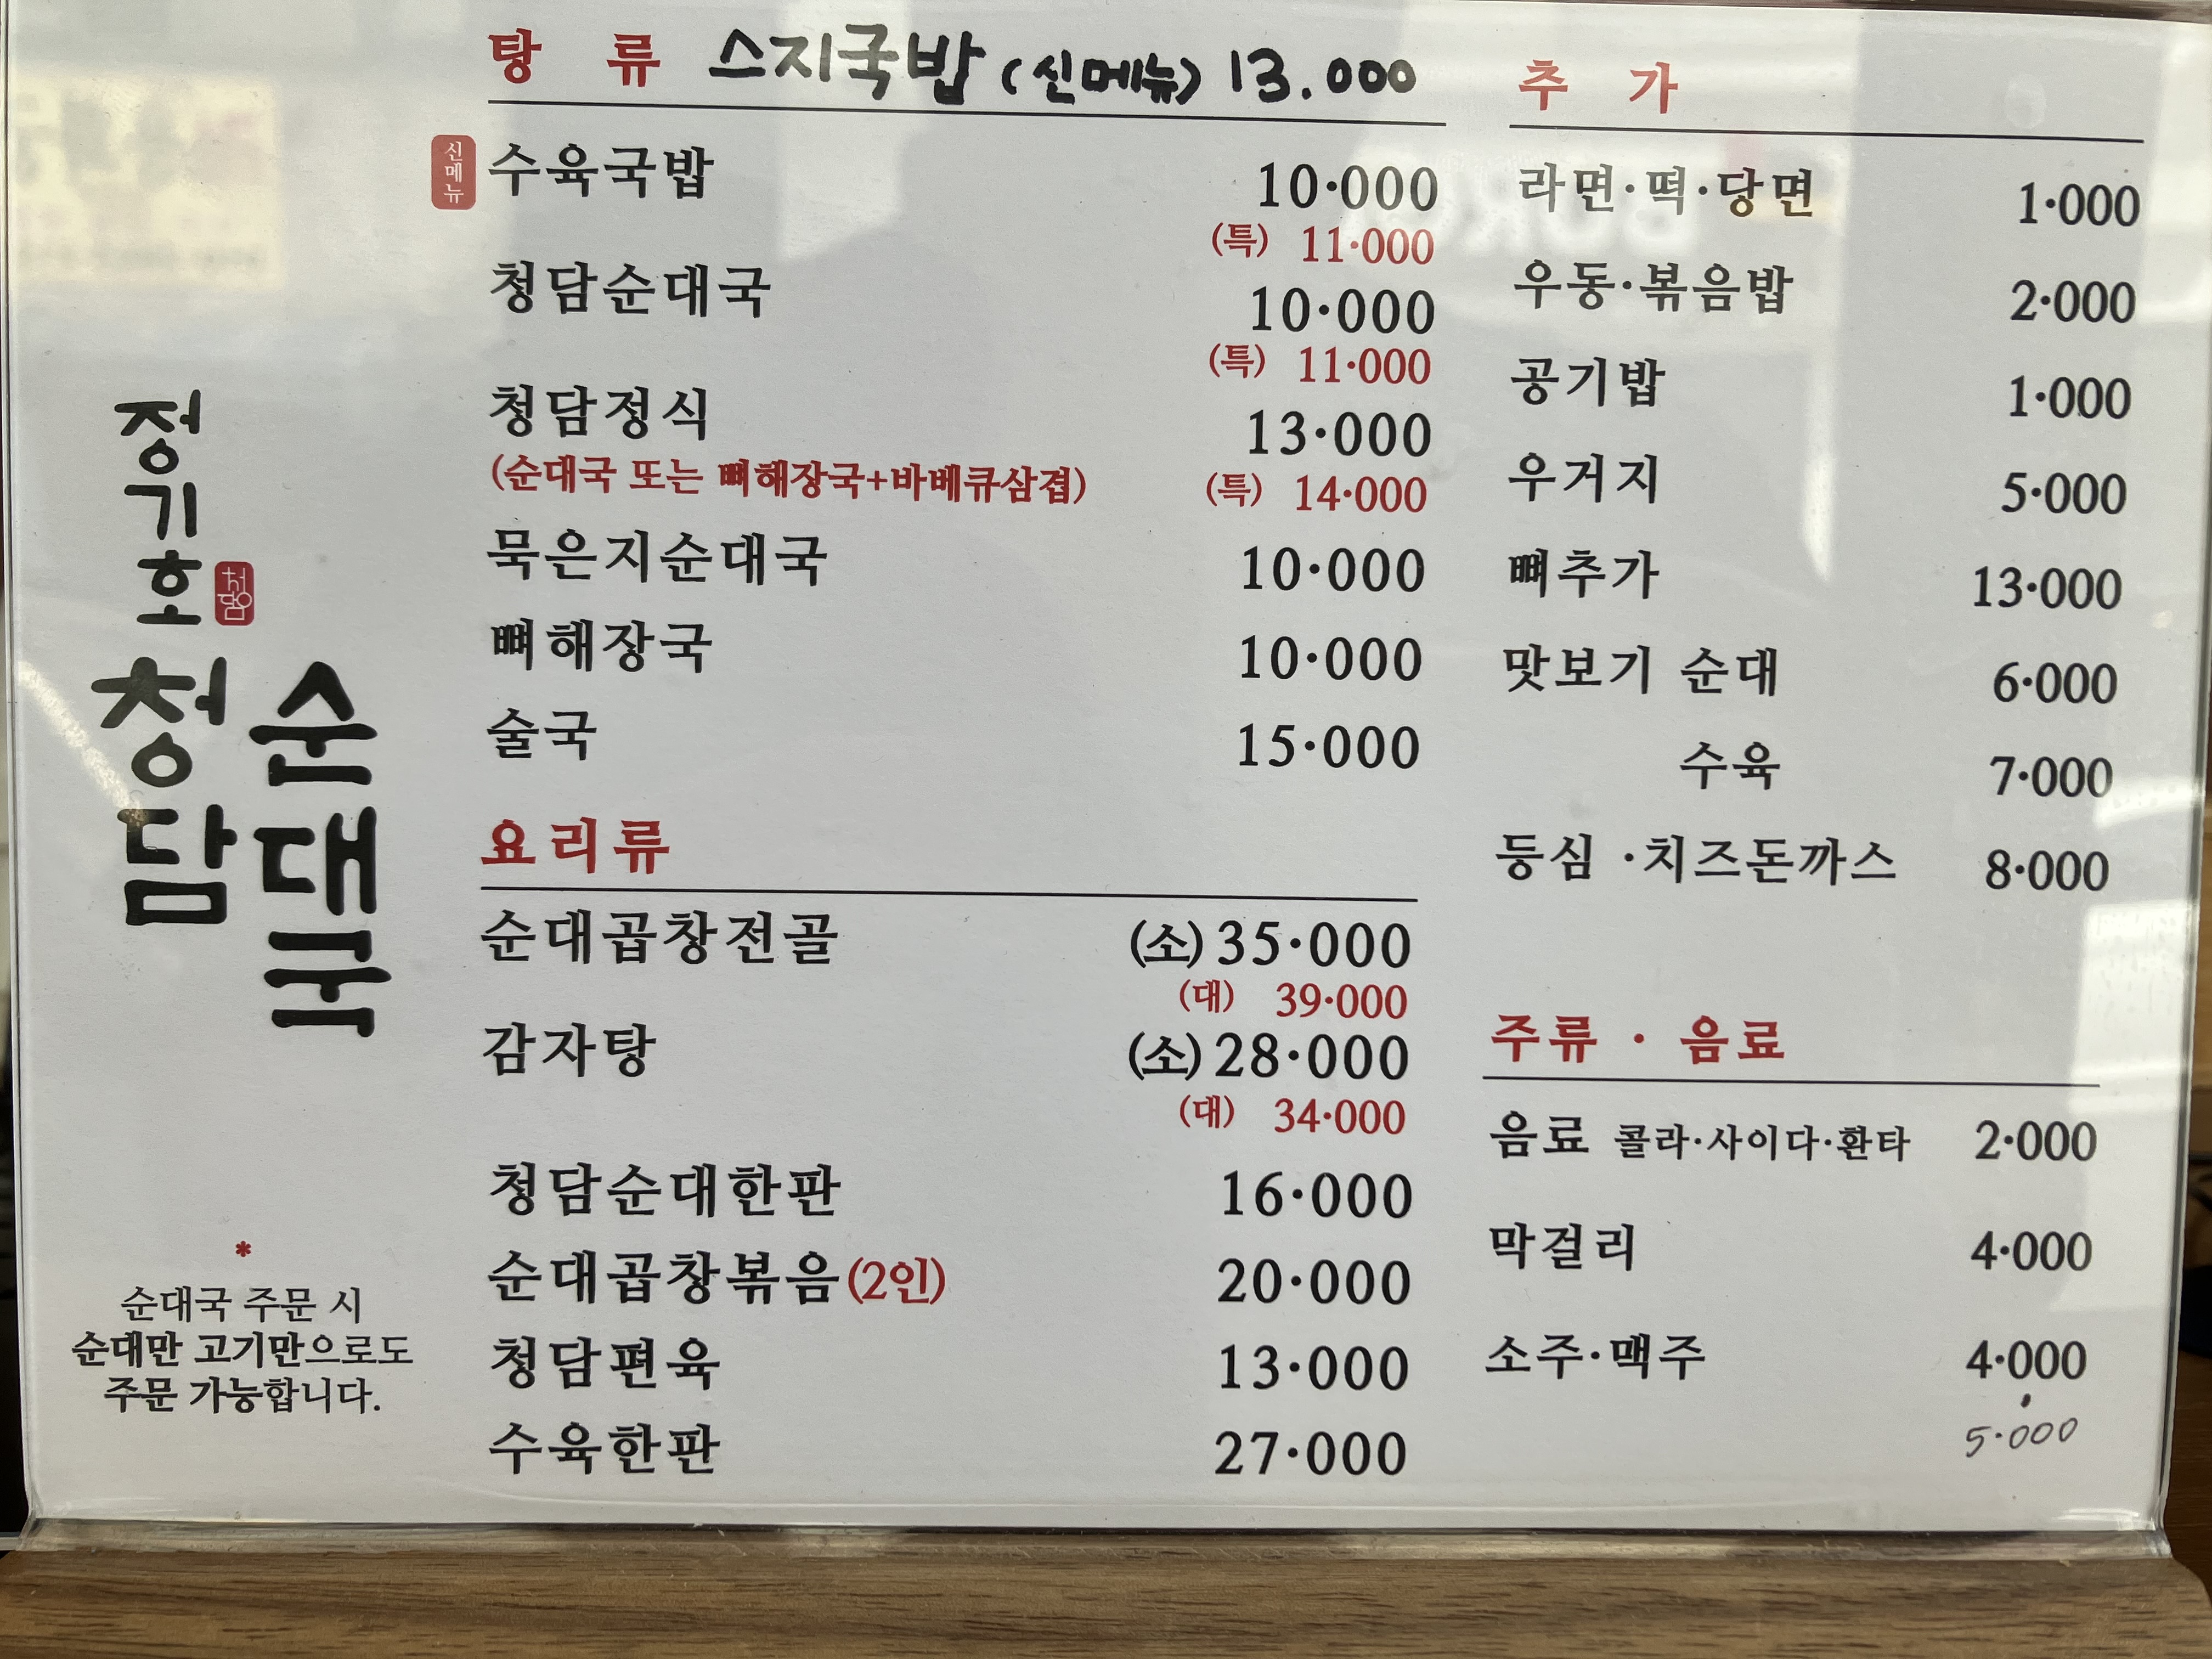 정기호
청담
청담
순대국
*
순대국 주문 시
순대만 고기만으로도
주문 가능합니다.
탕 류 스지국밥 (신메뉴) 13.000
신메뉴 수육국밥 10·000
(특) 11·000
청담순대국 10·000
(특) 11·000
청담정식 13·000
(순대국 또는 뼈해장국+바베큐삼겹) (특) 14·000
묵은지순대국 10·000
뼈해장국 10·000
술국 15·000
요리류
순대곱창전골 (소) 35·000
(대) 39·000
감자탕 (소) 28·000
(대) 34·000
청담순대한판 16·000
순대곱창볶음(2인) 20·000
청담편육 13·000
수육한판 27·000
추 가
라면·떡·당면 1·000
우동·볶음밥 2·000
공기밥 1·000
우거지 5·000
뼈추가 13·000
맛보기 순대 6·000
수육 7·000
등심 ·치즈돈까스 8·000
주류 · 음료
음료 콜라·사이다·환타 2·000
막걸리 4·000
소주·맥주 4·000
5·000